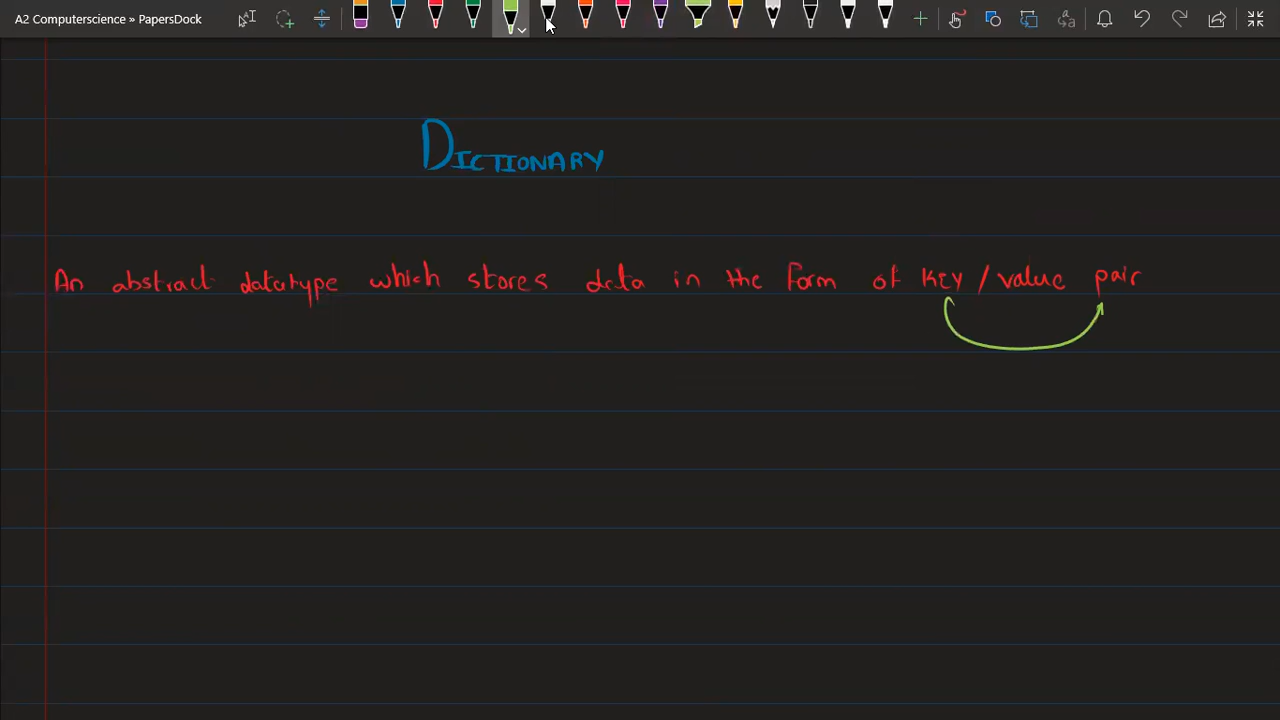 A2 Computerscience » PapersDock
DICTIONARY
An abstract datatype which stores data in the form of key / value pair